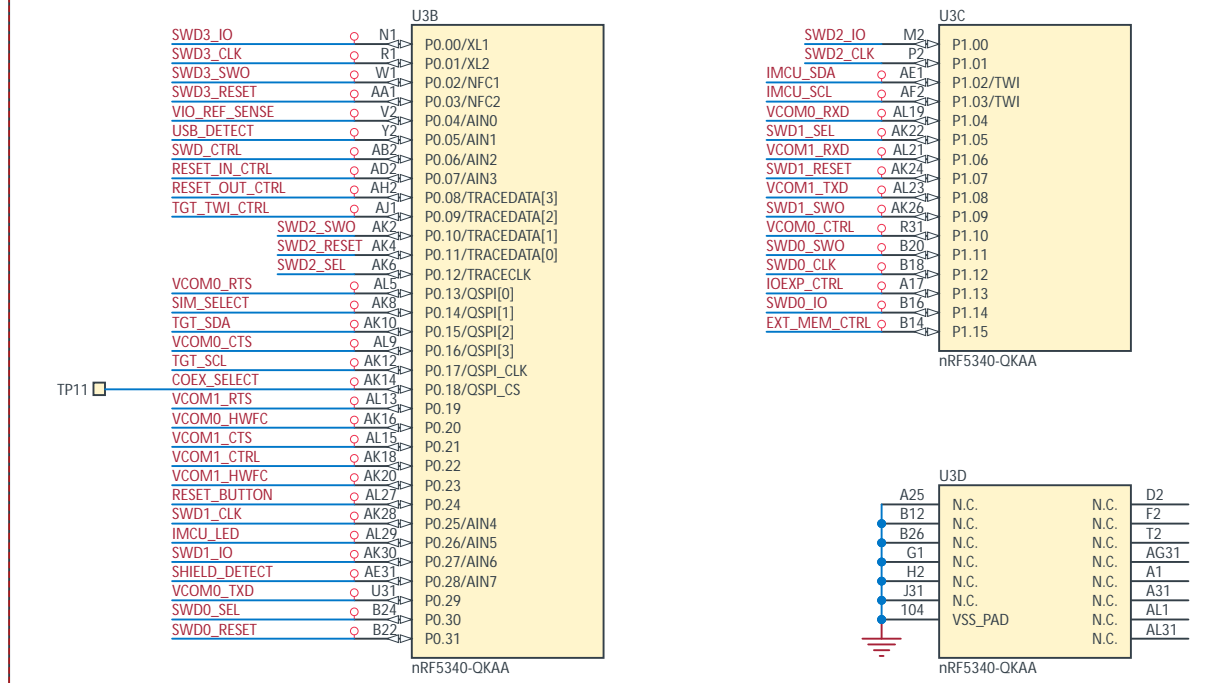 U3B
SWD3_IO N1 P0.00/XL1
SWD3_CLK R1 P0.01/XL2
SWD3_SWO W1 P0.02/NFC1
SWD3_RESET AA1 P0.03/NFC2
VIO_REF_SENSE V2 P0.04/AIN0
USB_DETECT Y2 P0.05/AIN1
SWD_CTRL AB2 P0.06/AIN2
RESET_IN_CTRL AD2 P0.07/AIN3
RESET_OUT_CTRL AH2 P0.08/TRACEDATA[3]
TGT_TWI_CTRL AJ1 P0.09/TRACEDATA[2]
SWD2_SWO AK2 P0.10/TRACEDATA[1]
SWD2_RESET AK4 P0.11/TRACEDATA[0]
SWD2_SEL AK6 P0.12/TRACECLK
VCOM0_RTS AL5 P0.13/QSPI[0]
SIM_SELECT AK8 P0.14/QSPI[1]
TGT_SDA AK10 P0.15/QSPI[2]
VCOM0_CTS AL9 P0.16/QSPI[3]
TGT_SCL AK12 P0.17/QSPI_CLK
TP11 COEX_SELECT AK14 P0.18/QSPI_CS
VCOM1_RTS AL13 P0.19
VCOM0_HWFC AK16 P0.20
VCOM1_CTS AL15 P0.21
VCOM1_CTRL AK18 P0.22
VCOM1_HWFC AK20 P0.23
RESET_BUTTON AL27 P0.24
SWD1_CLK AK28 P0.25/AIN4
IMCU_LED AL29 P0.26/AIN5
SWD1_IO AK30 P0.27/AIN6
SHIELD_DETECT AE31 P0.28/AIN7
VCOM0_TXD U31 P0.29
SWD0_SEL B24 P0.30
SWD0_RESET B22 P0.31
nRF5340-QKAA
U3C
SWD2_IO M2 P1.00
SWD2_CLK P2 P1.01
IMCU_SDA AE1 P1.02/TWI
IMCU_SCL AF2 P1.03/TWI
VCOM0_RXD AL19 P1.04
SWD1_SEL AK22 P1.05
VCOM1_RXD AL21 P1.06
SWD1_RESET AK24 P1.07
VCOM1_TXD AL23 P1.08
SWD1_SWO AK26 P1.09
VCOM0_CTRL R31 P1.10
SWD0_SWO B20 P1.11
SWD0_CLK B18 P1.12
IOEXP_CTRL A17 P1.13
SWD0_IO B16 P1.14
EXT_MEM_CTRL B14 P1.15
nRF5340-QKAA
U3D
A25 N.C. N.C. D2
B12 N.C. N.C. F2
B26 N.C. N.C. T2
G1 N.C. N.C. AG31
H2 N.C. N.C. A1
J31 N.C. N.C. A31
104 VSS_PAD N.C. AL1
N.C. AL31
nRF5340-QKAA